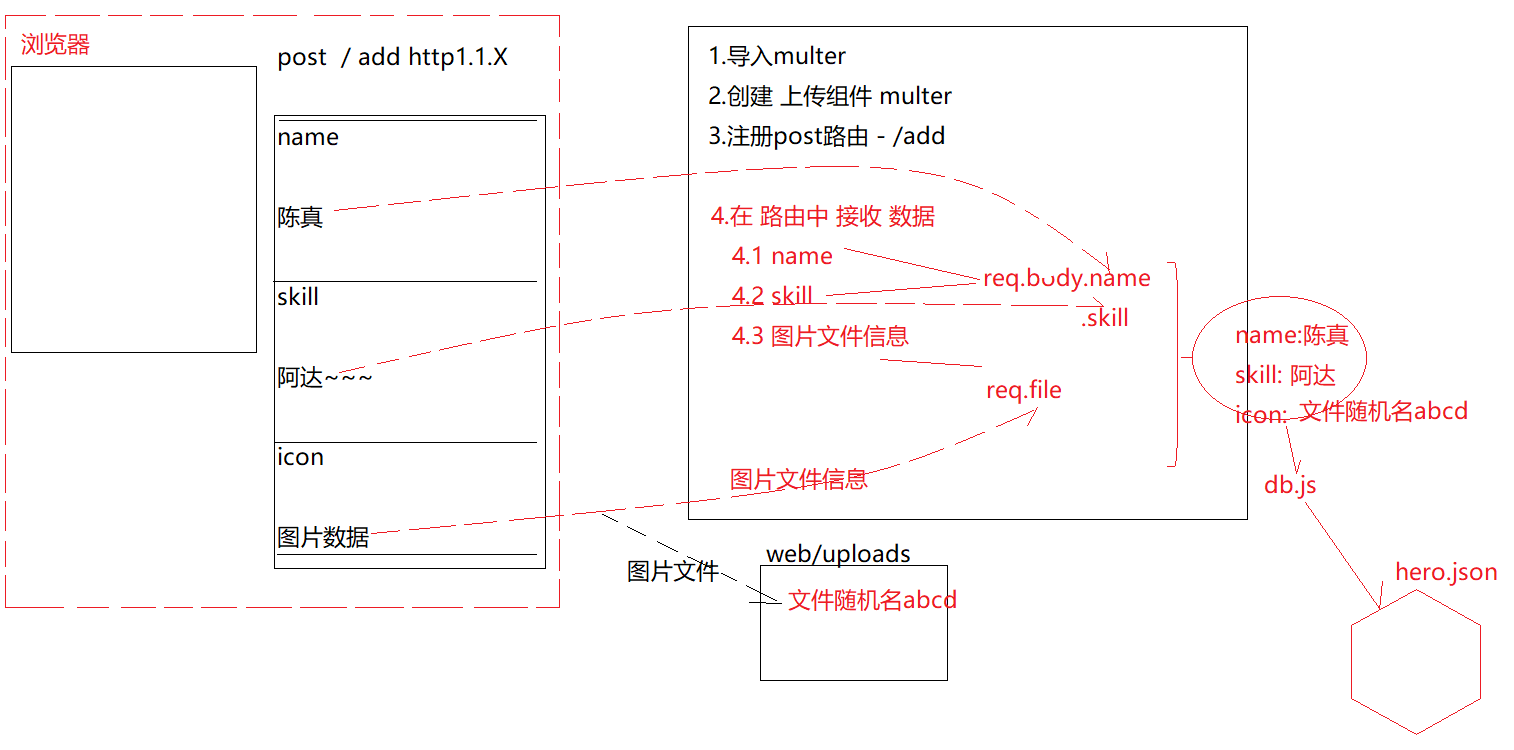 浏览器
post / add http1.1.X
name
陈真
skill
阿达~~~
icon
图片数据
1.导入multer
2.创建 上传组件 multer
3.注册post路由 - /add
4.在 路由中 接收 数据
4.1 name
4.2 skill
4.3 图片文件信息
req.body.name
.skill
req.file
图片文件信息
图片文件
web/uploads
文件随机名abcd
name:陈真
skill: 阿达
icon: 文件随机名abcd
db.js
hero.json